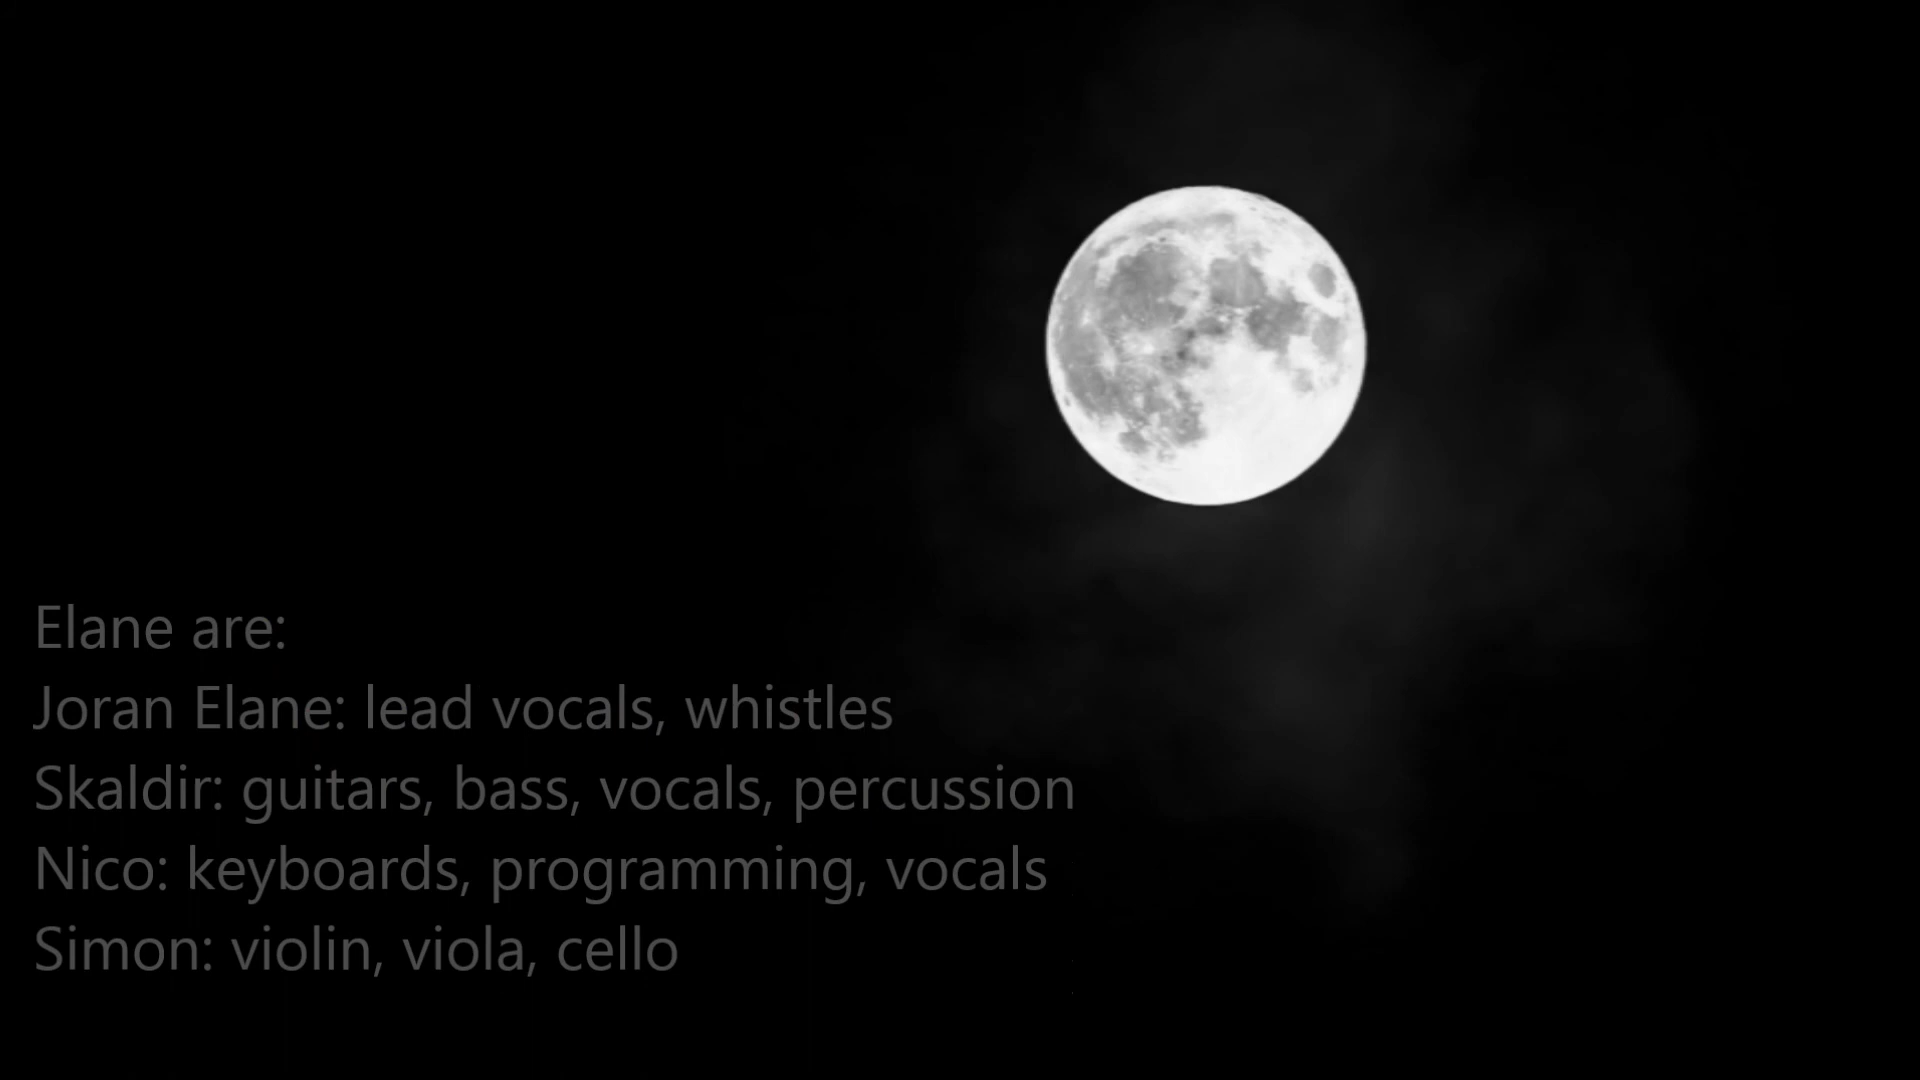 Elane are:
Joran Elane: lead vocals, whistles
Skaldir: guitars, bass, vocals, percussion
Nico: keyboards, programming, vocals
Simon: violin, viola, cello